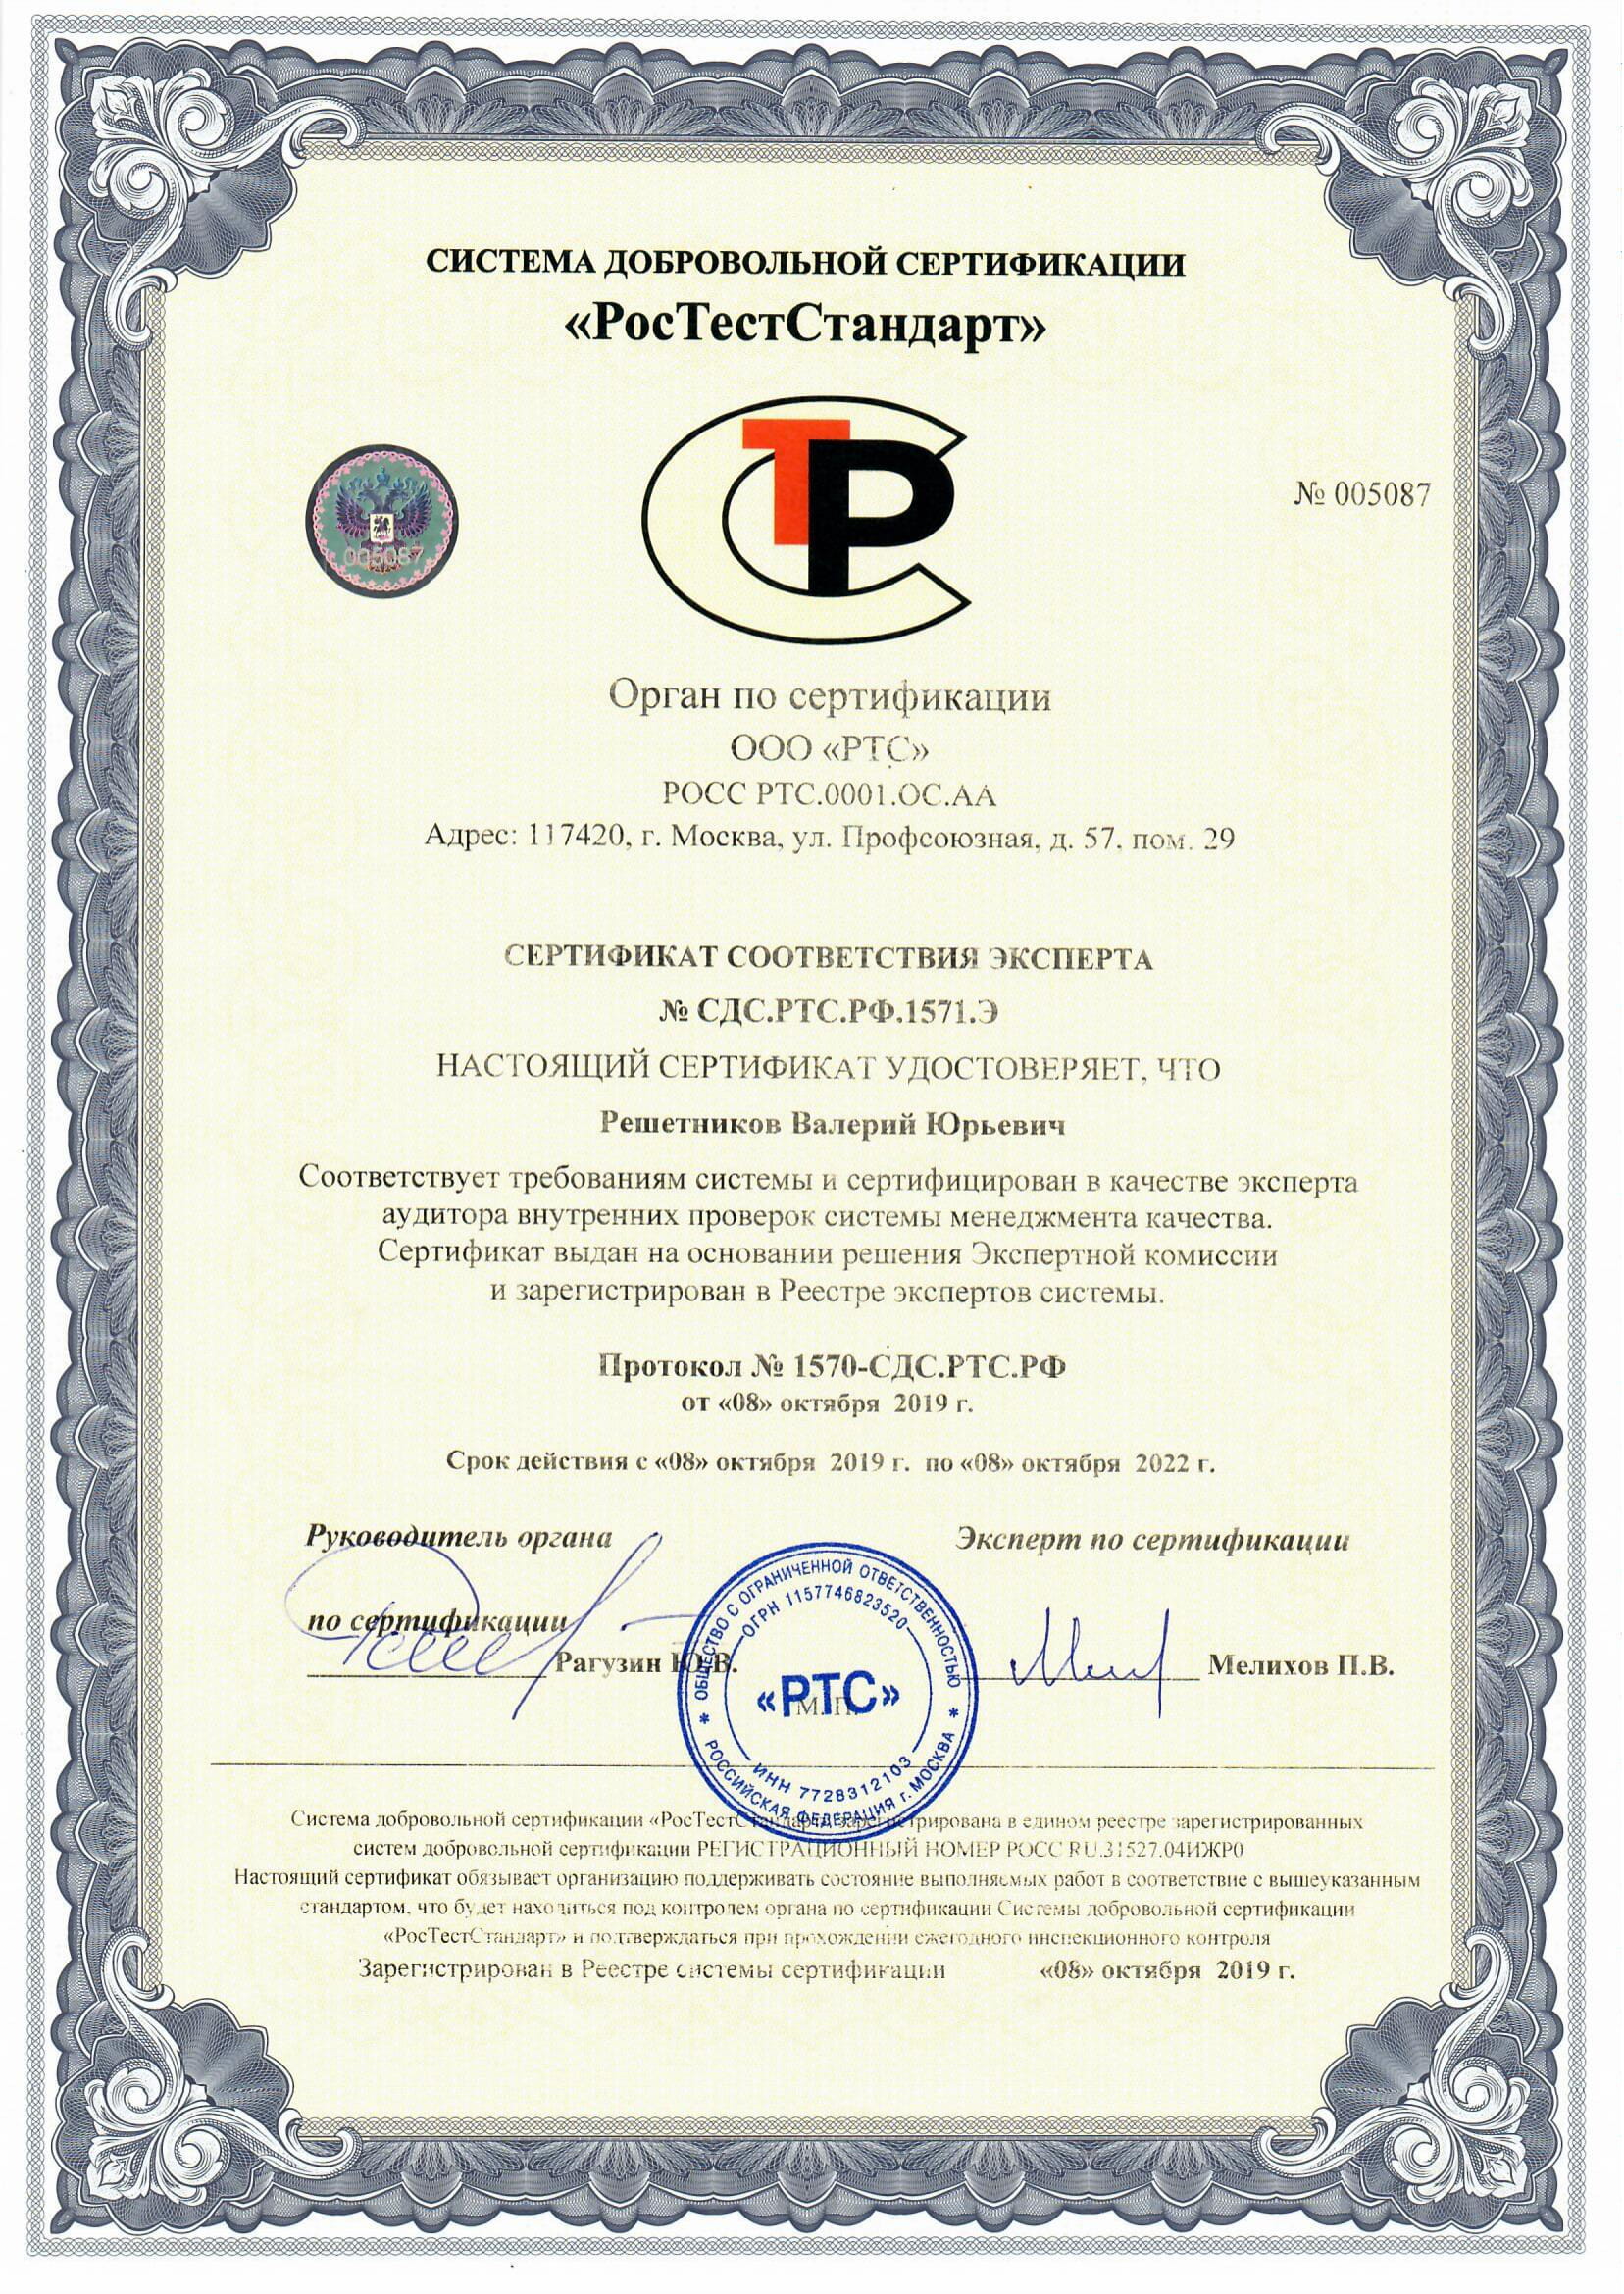 СИСТЕМА ДОБРОВОЛЬНОЙ СЕРТИФИКАЦИИ
«РосТестСтандарт»
СТР
005087
№ 005087
Орган по сертификации
ООО «РТС»
РОСС РТС.0001.ОС.АА
Адрес: 117420, г. Москва, ул. Профсоюзная, д. 57, пом. 29
СЕРТИФИКАТ СООТВЕТСТВИЯ ЭКСПЕРТА
№ СДС.РТС.РФ.1571.Э
НАСТОЯЩИЙ СЕРТИФИКАТ УДОСТОВЕРЯЕТ, ЧТО
Решетников Валерий Юрьевич
Соответствует требованиям системы и сертифицирован в качестве эксперта
аудитора внутренних проверок системы менеджмента качества.
Сертификат выдан на основании решения Экспертной комиссии
и зарегистрирован в Реестре экспертов системы.
Протокол № 1570-СДС.РТС.РФ
от «08» октября 2019 г.
Срок действия с «08» октября 2019 г. по «08» октября 2022 г.
Руководитель органа
по сертификации
Рагузин Ю.В.
Эксперт по сертификации
Мелихов П.В.
М.П.
ОБЩЕСТВО С ОГРАНИЧЕННОЙ ОТВЕТСТВЕННОСТЬЮ
ОГРН 1157746823520
«РТС»
ИНН 7728312103
* РОССИЙСКАЯ ФЕДЕРАЦИЯ г. МОСКВА *
Система добровольной сертификации «РосТестСтандарт» зарегистрирована в едином реестре зарегистрированных
систем добровольной сертификации РЕГИСТРАЦИОННЫЙ НОМЕР РОСС RU.31527.04ИЖР0
Настоящий сертификат обязывает организацию поддерживать состояние выполняемых работ в соответствие с вышеуказанным
стандартом, что будет находиться под контролем органа по сертификации Системы добровольной сертификации
«РосТестСтандарт» и подтверждаться при прохождении ежегодного инспекционного контроля
Зарегистрирован в Реестре системы сертификации «08» октября 2019 г.